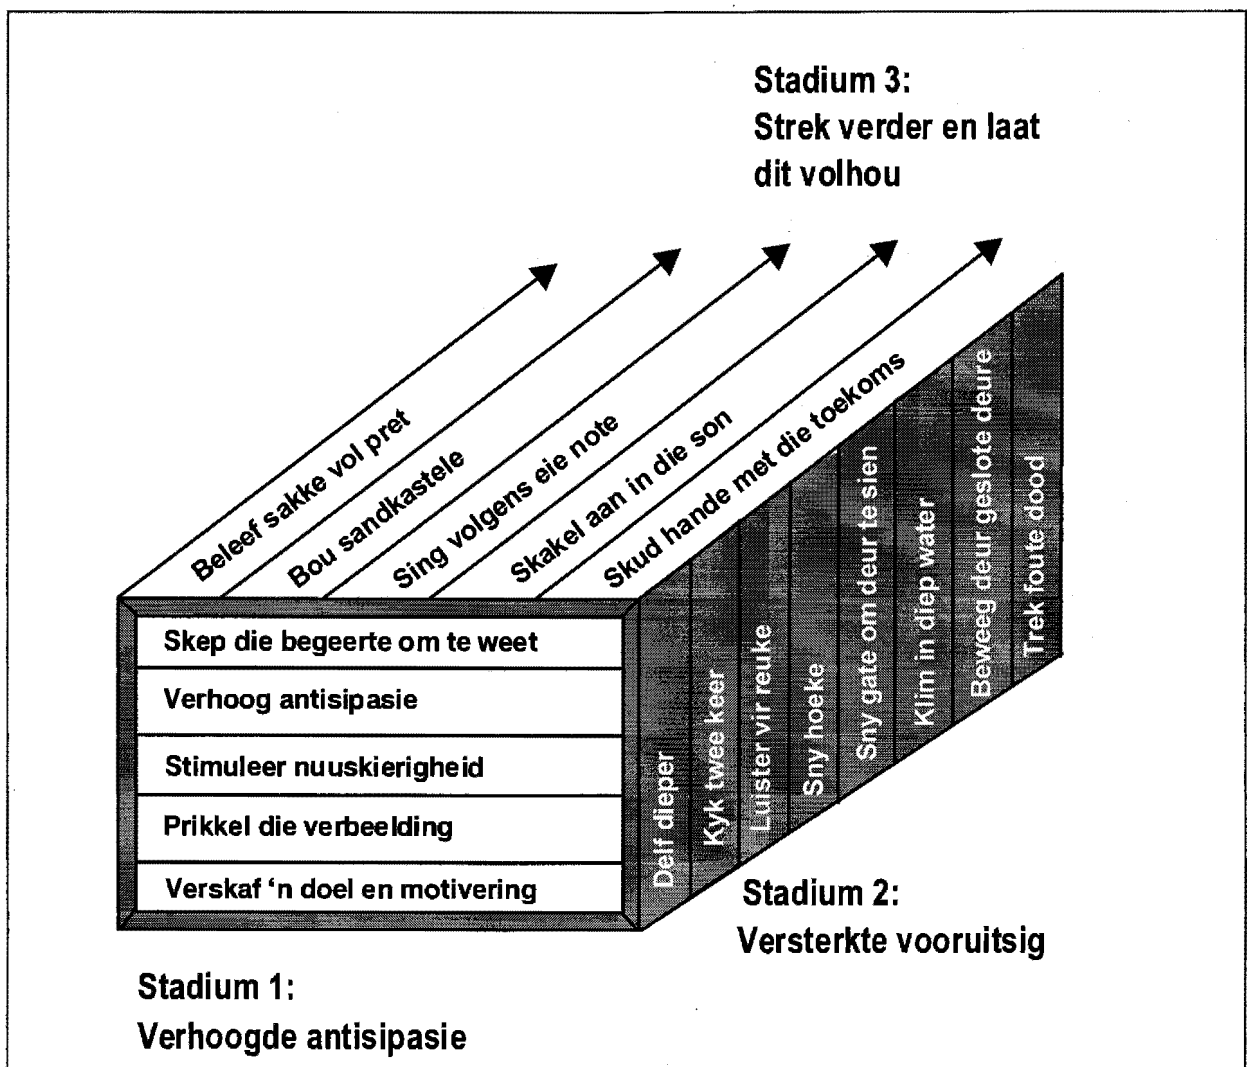 Stadium 3:
Strek verder en laat
dit volhou
Beleef sakke vol pret
Bou sandkastele
Sing volgens eie note
Skakel aan in die son
Skud hande met die toekoms
Skep die begeerte om te weet
Verhoog antisipasie
Stimuleer nuuskierigheid
Prikkel die verbeelding
Verskaf ‘n doel en motivering
Delf dieper
Kyk twee keer
Luister vir reuke
Sny hoeke
Sny gate om deur te sien
Klim in diep water
Beweeg deur geslote deure
Trek foute dood
Stadium 2:
Versterkte vooruitsig
Stadium 1:
Verhoogde antisipasie